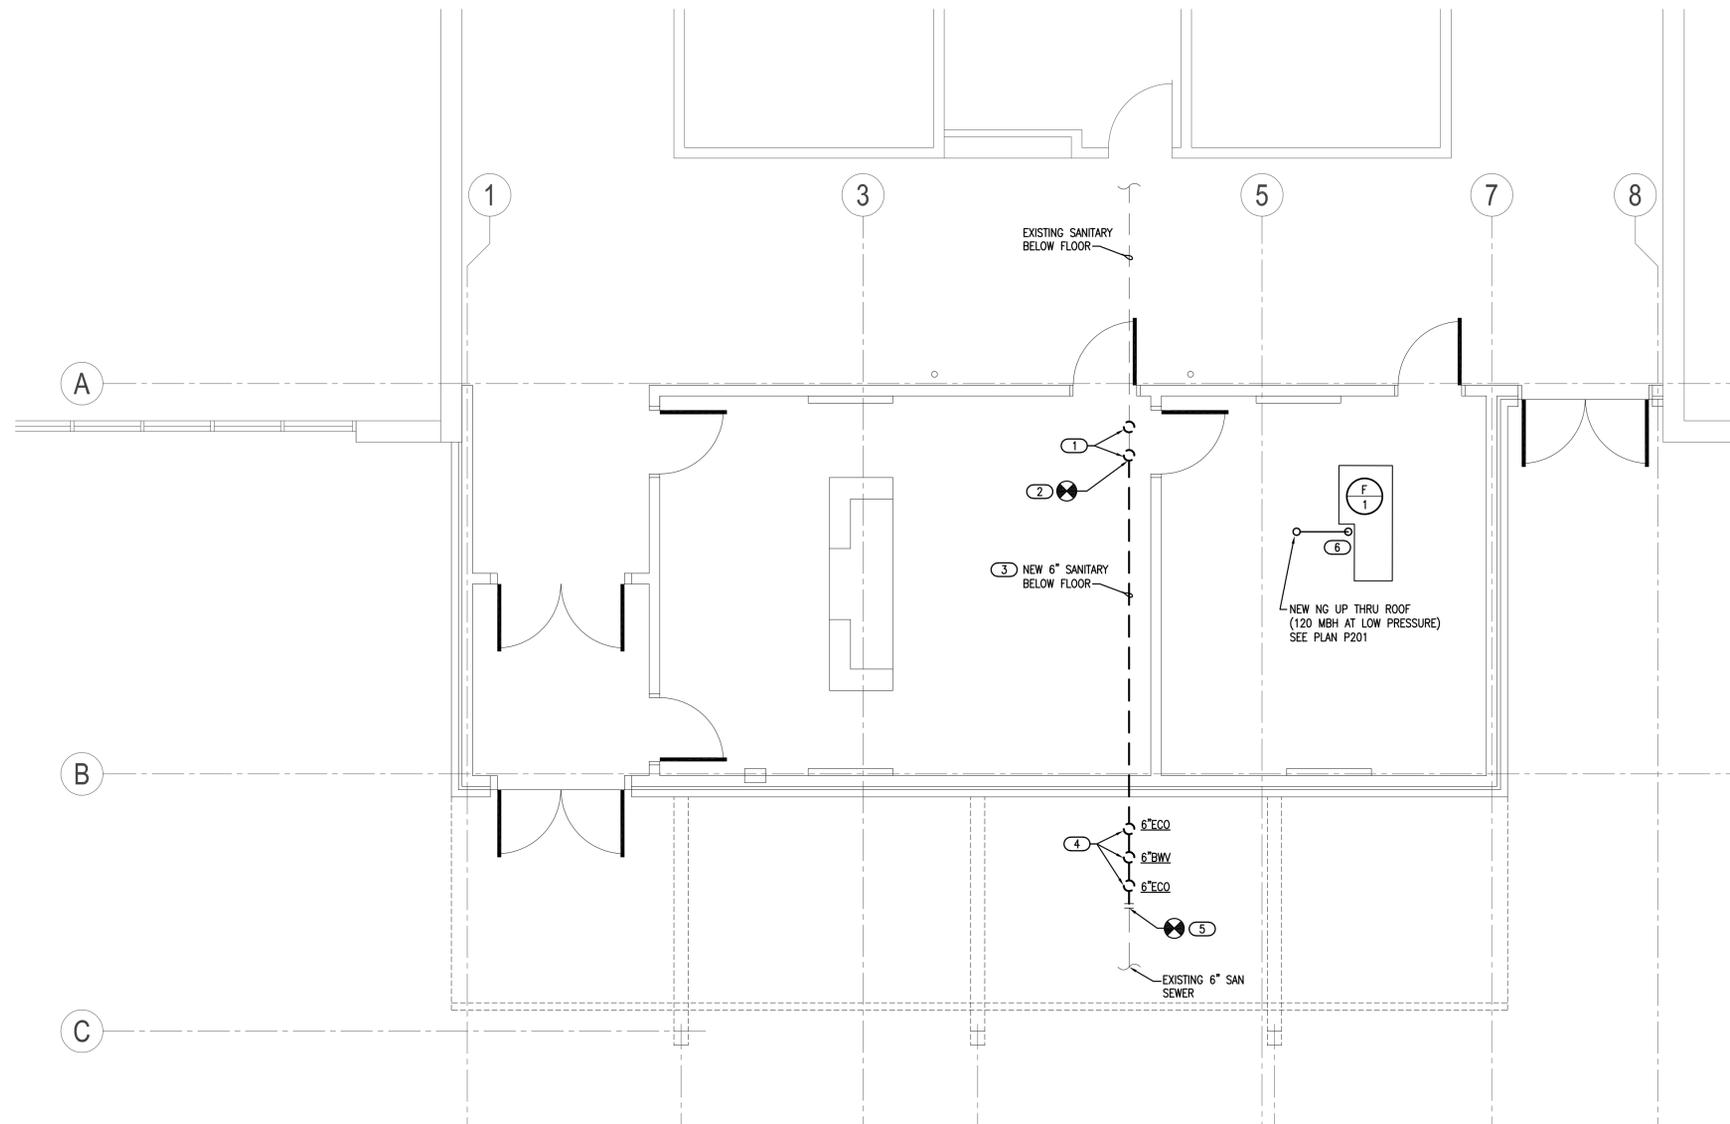 1
3
5
7
8
EXISTING SANITARY
BELOW FLOOR
A
1
2
F
1
6
3 NEW 6" SANITARY
BELOW FLOOR
NEW NG UP THRU ROOF
(120 MBH AT LOW PRESSURE)
SEE PLAN P201
B
6"ECO
4
6"BWV
6"ECO
5
EXISTING 6" SAN
SEWER
C